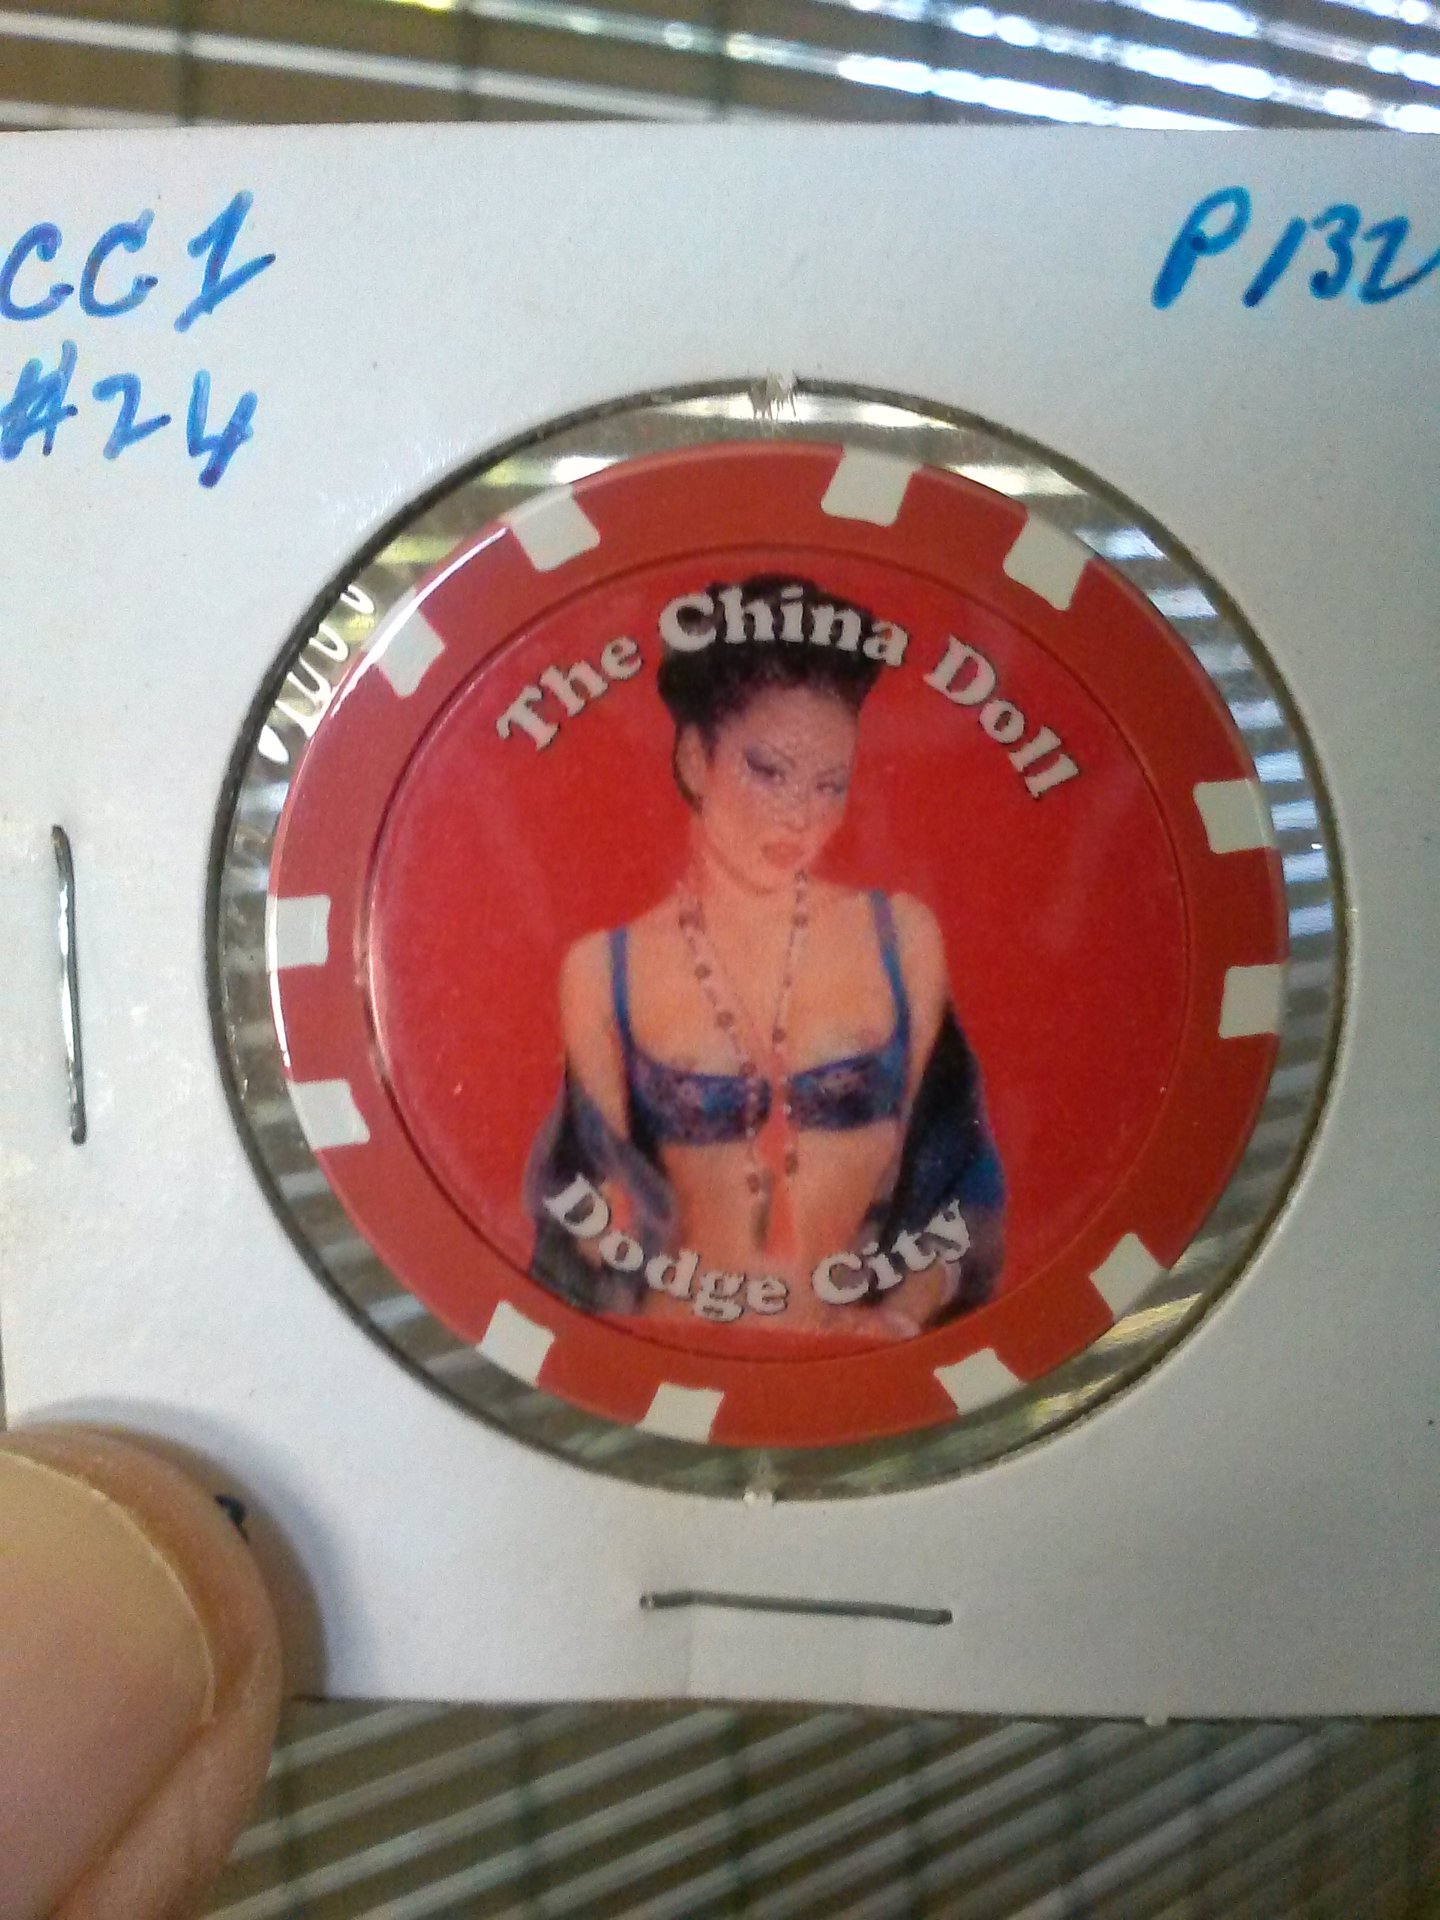 CC1
#24
P132
The China Doll
Dodge City